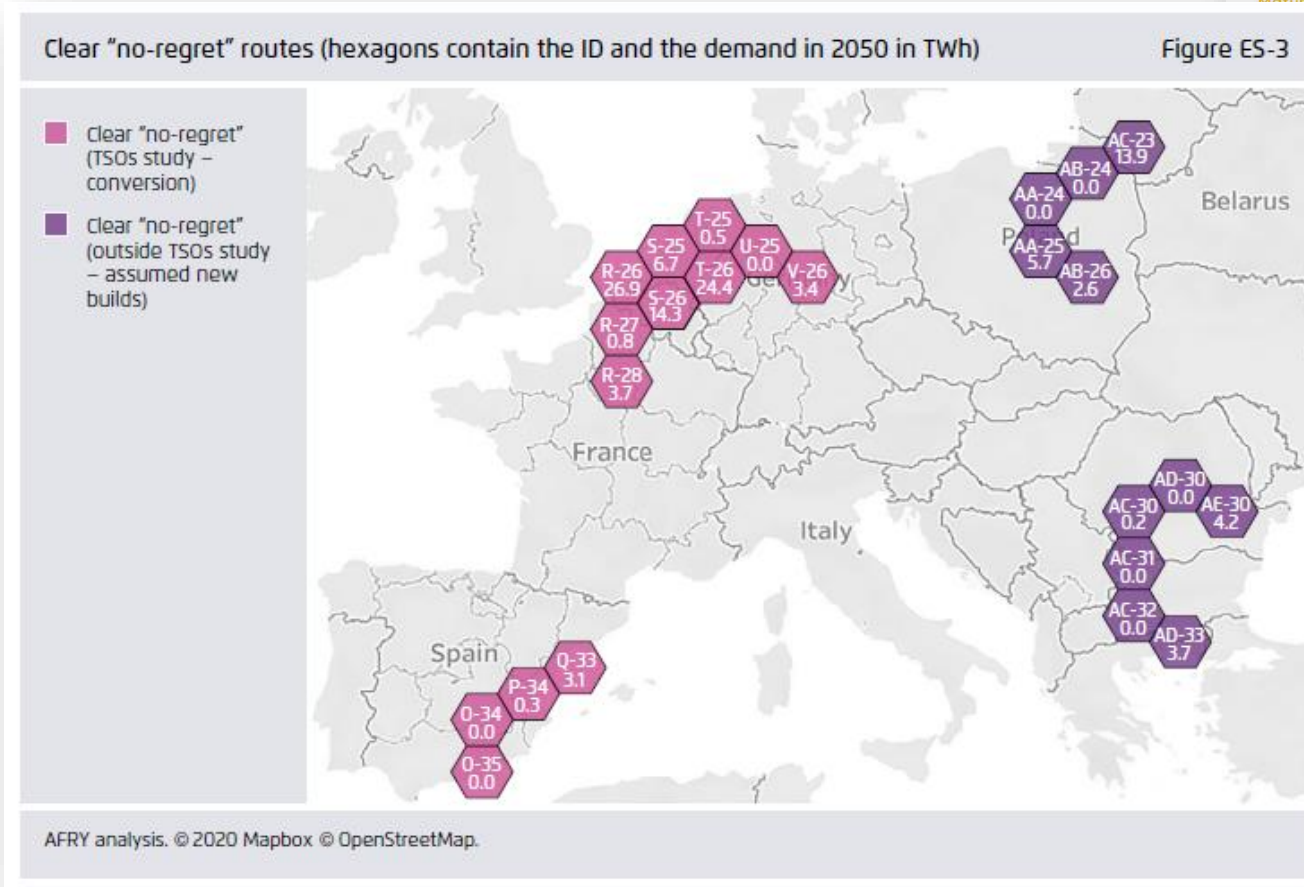 Clear "no-regret" routes (hexagons contain the ID and the demand in 2050 in TWh)
Figure ES-3
Clear "no-regret"
(TSOs study –
conversion)
Clear "no-regret"
(outside TSOs study
– assumed new
builds)
AC-23
13.9
AB-24
0.0
AA-24
0.0
AA-25
5.7
AB-26
2.6
Belarus
T-25
0.5
S-25
6.7
U-25
0.0
R-26
26.9
T-26
24.4
V-26
3.4
S-26
14.3
R-27
0.8
R-28
3.7
France
Italy
AD-30
0.0
AC-30
0.2
AE-30
4.2
AC-31
0.0
AC-32
0.0
AD-33
3.7
Spain
Q-33
3.1
P-34
0.3
O-34
0.0
O-35
0.0
AFRY analysis. © 2020 Mapbox © OpenStreetMap.